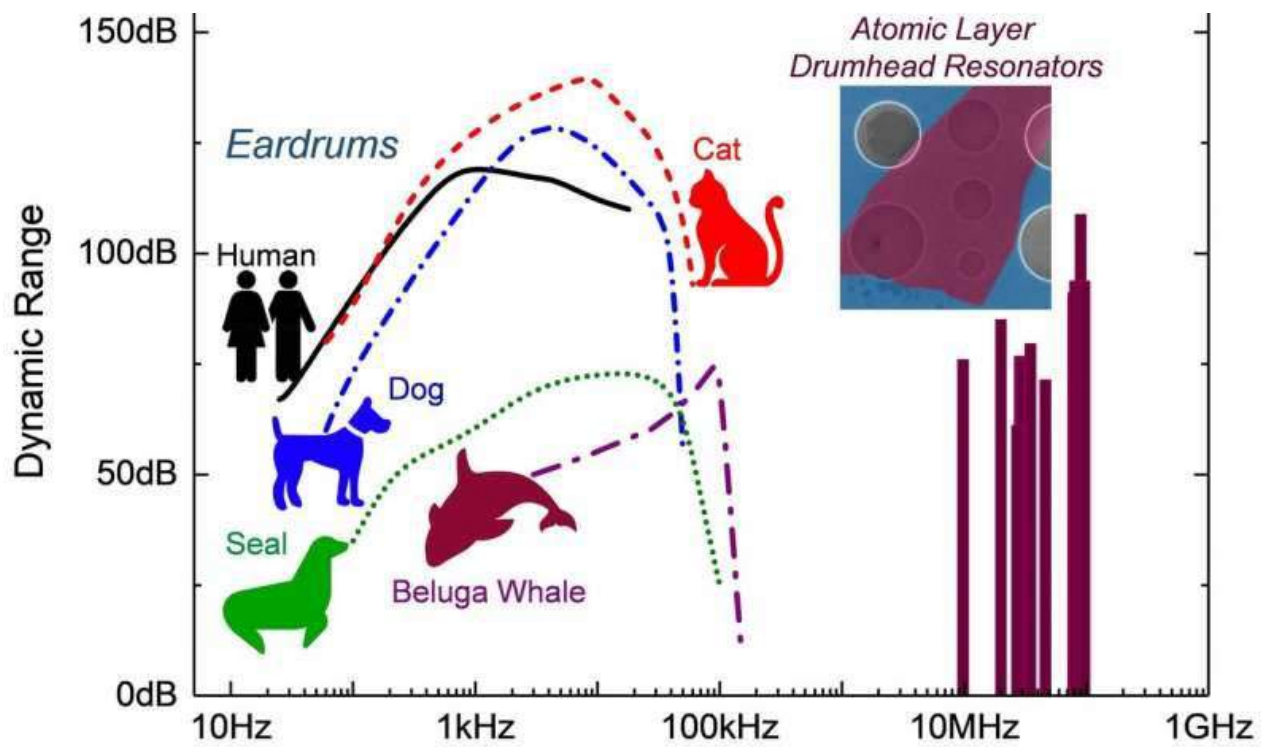 150dB
100dB
50dB
0dB
Dynamic Range
Eardrums
Human
Dog
Seal
Cat
Beluga Whale
Atomic Layer
Drumhead Resonators
10Hz
1kHz
100kHz
10MHz
1GHz